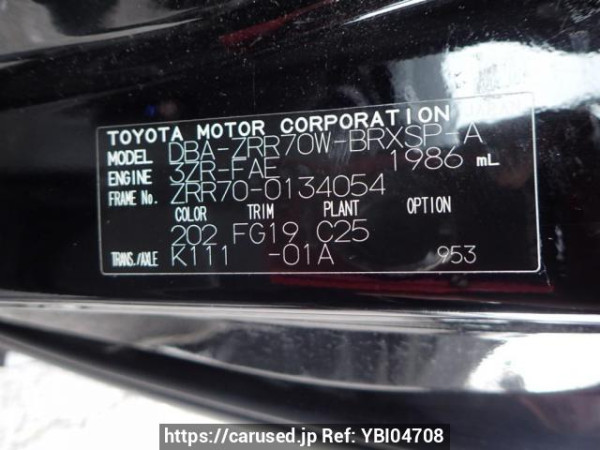 TOYOTA MOTOR CORPORATION
MODEL DBA-ZRR70W-BRXSP-A
ENGINE 3ZR-FAE 1986 mL
FRAME No. ZRR70-0134054
COLOR TRIM PLANT OPTION
202 FG19 C25
TRANS./AXLE K111 -01A 953
https://carused.jp Ref: YBI04708